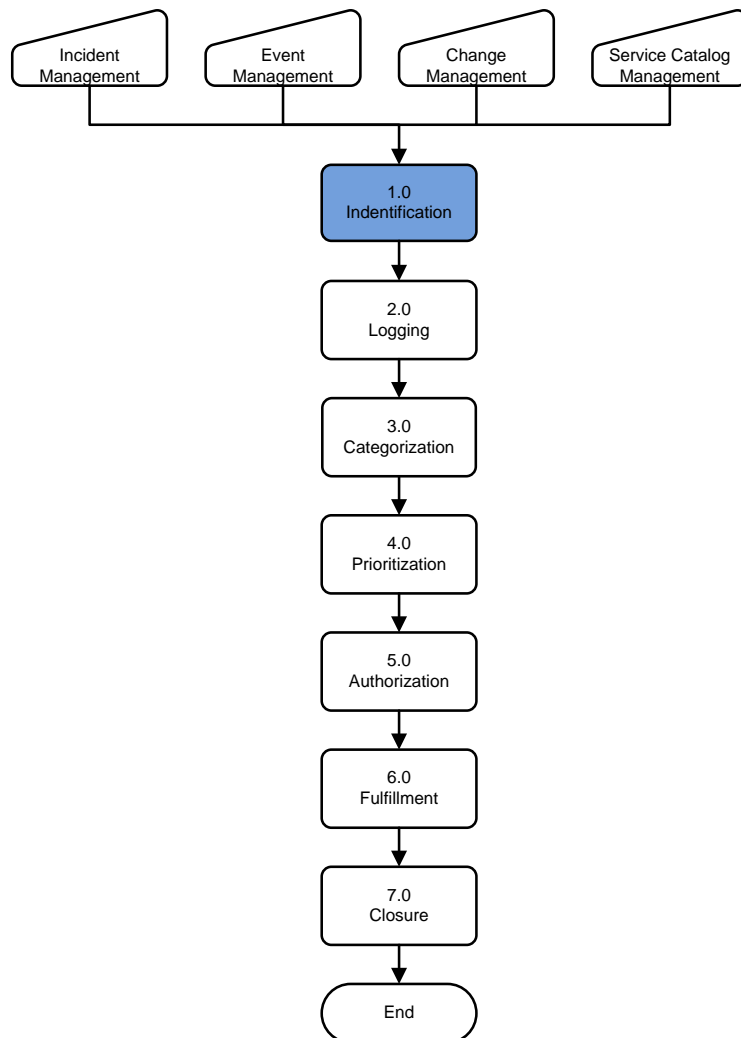 Incident
Management
Event
Management
Change
Management
Service Catalog
Management
1.0
Indentification
2.0
Logging
3.0
Categorization
4.0
Prioritization
5.0
Authorization
6.0
Fulfillment
7.0
Closure
End